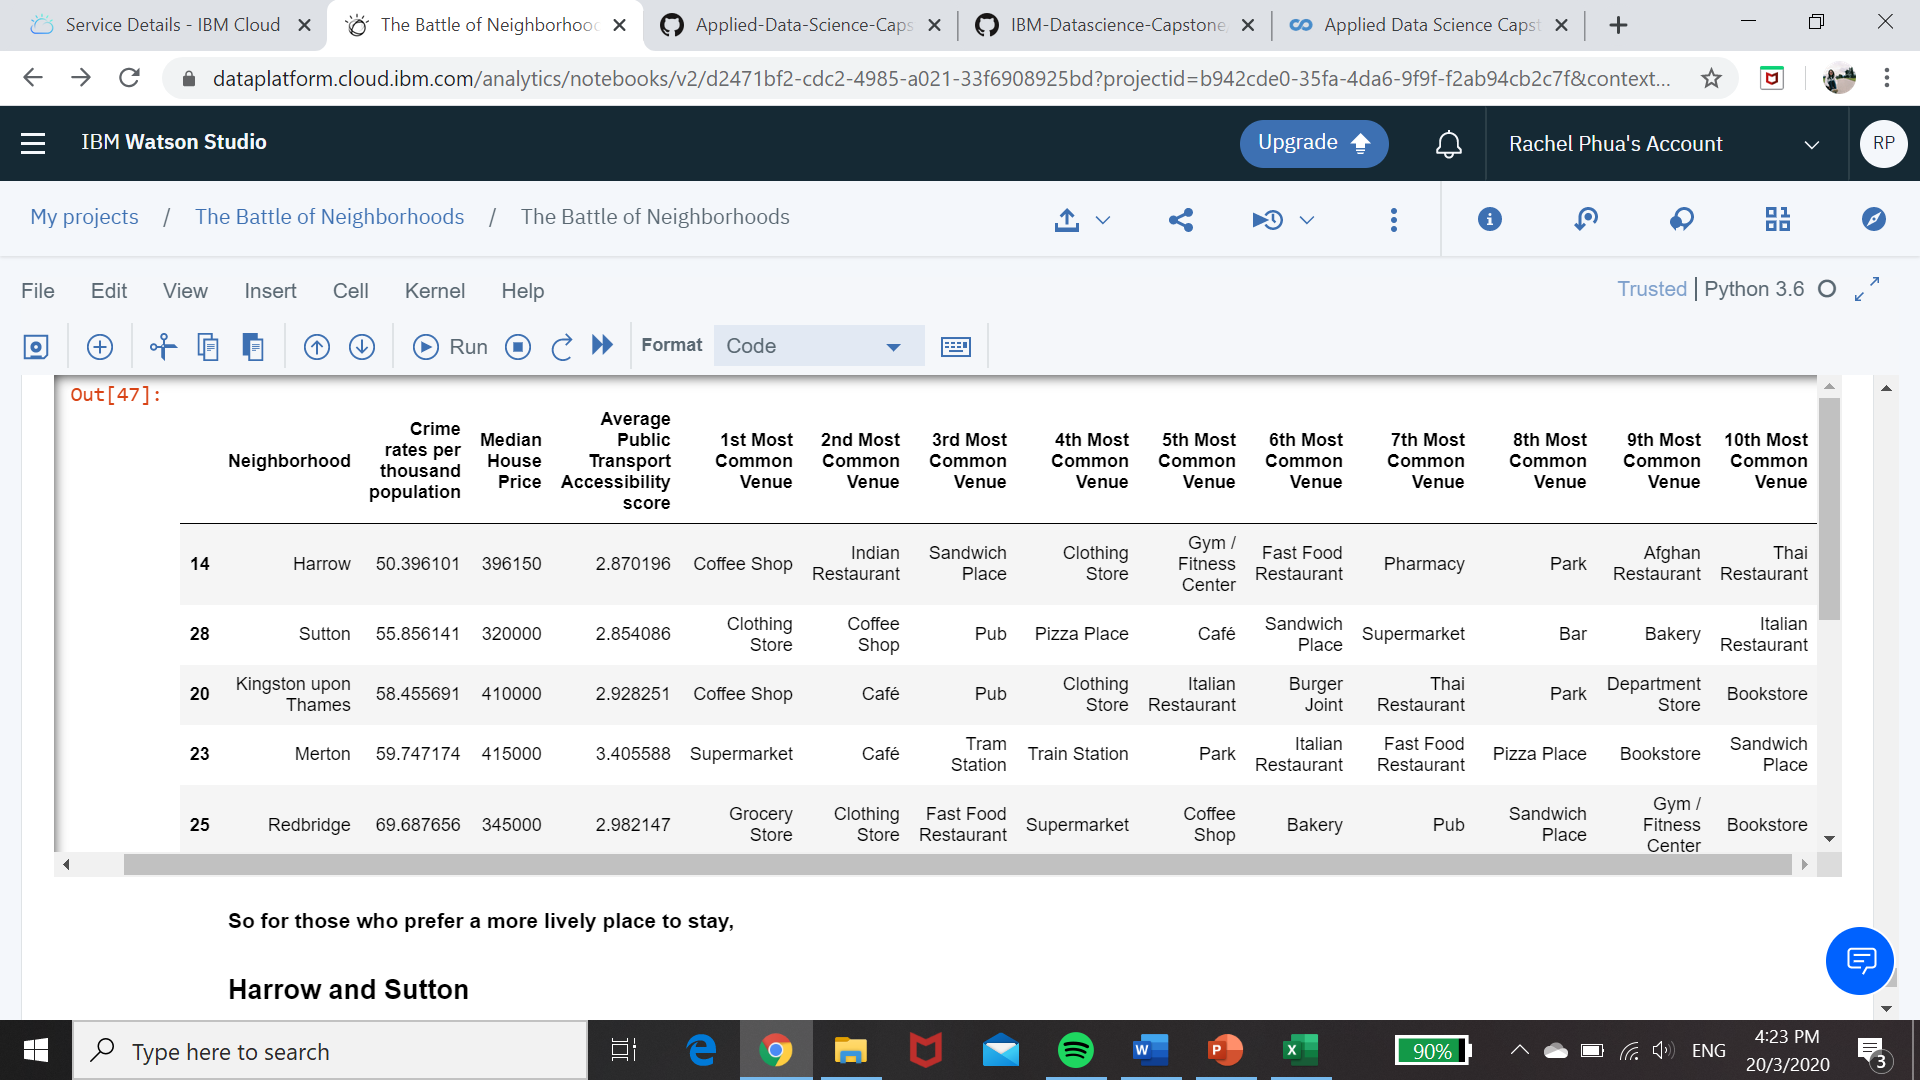 Service Details - IBM Cloud
The Battle of Neighborhooc
Applied-Data-Science-Caps
IBM-Datascience-Capstone
Applied Data Science Capst
dataplatform.cloud.ibm.com/analytics/notebooks/v2/d2471bf2-cdc2-4985-a021-33f6908925bd?projectid=b942cde0-35fa-4da6-9f9f-f2ab94cb2c7f&context...
IBM Watson Studio
Upgrade
Rachel Phua's Account
RP
My projects / The Battle of Neighborhoods / The Battle of Neighborhoods
File Edit View Insert Cell Kernel Help
Trusted | Python 3.6
Run
Format
Code
Out[47]:
Neighborhood
Crime rates per thousand population
Median House Price
Average Public Transport Accessibility score
1st Most Common Venue
2nd Most Common Venue
3rd Most Common Venue
4th Most Common Venue
5th Most Common Venue
6th Most Common Venue
7th Most Common Venue
8th Most Common Venue
9th Most Common Venue
10th Most Common Venue
14 Harrow 50.396101 396150 2.870196 Coffee Shop Indian Restaurant Sandwich Place Clothing Store Gym / Fitness Center Fast Food Restaurant Pharmacy Park Afghan Restaurant Thai Restaurant
28 Sutton 55.856141 320000 2.854086 Clothing Store Coffee Shop Pub Pizza Place Café Sandwich Place Supermarket Bar Bakery Italian Restaurant
20 Kingston upon Thames 58.455691 410000 2.928251 Coffee Shop Café Pub Clothing Store Italian Restaurant Burger Joint Thai Restaurant Park Department Store Bookstore
23 Merton 59.747174 415000 3.405588 Supermarket Café Tram Station Train Station Park Italian Restaurant Fast Food Restaurant Pizza Place Bookstore Sandwich Place
25 Redbridge 69.687656 345000 2.982147 Grocery Store Clothing Store Fast Food Restaurant Supermarket Coffee Shop Bakery Pub Sandwich Place Gym / Fitness Center Bookstore
So for those who prefer a more lively place to stay,
Harrow and Sutton
Type here to search
90%
ENG
4:23 PM
20/3/2020
3